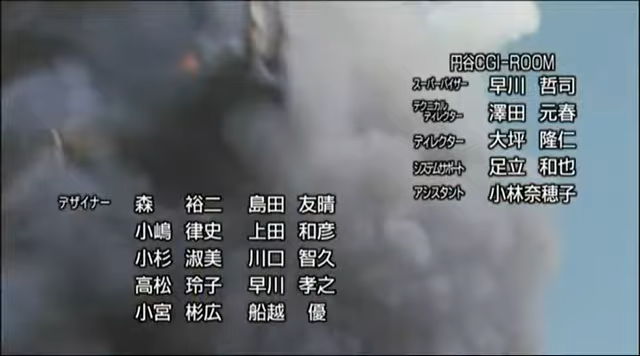 円谷CGI-ROOM
スーパーバイザー 早川 哲司
テクニカルディレクター 澤田 元春
ディレクター 大坪 隆仁
システムサポート 足立 和也
アシスタント 小林奈穂子
デザイナー 森 裕二 島田 友晴
小嶋 律史 上田 和彦
小杉 淑美 川口 智久
高松 玲子 早川 孝之
小宮 彬広 船越 優